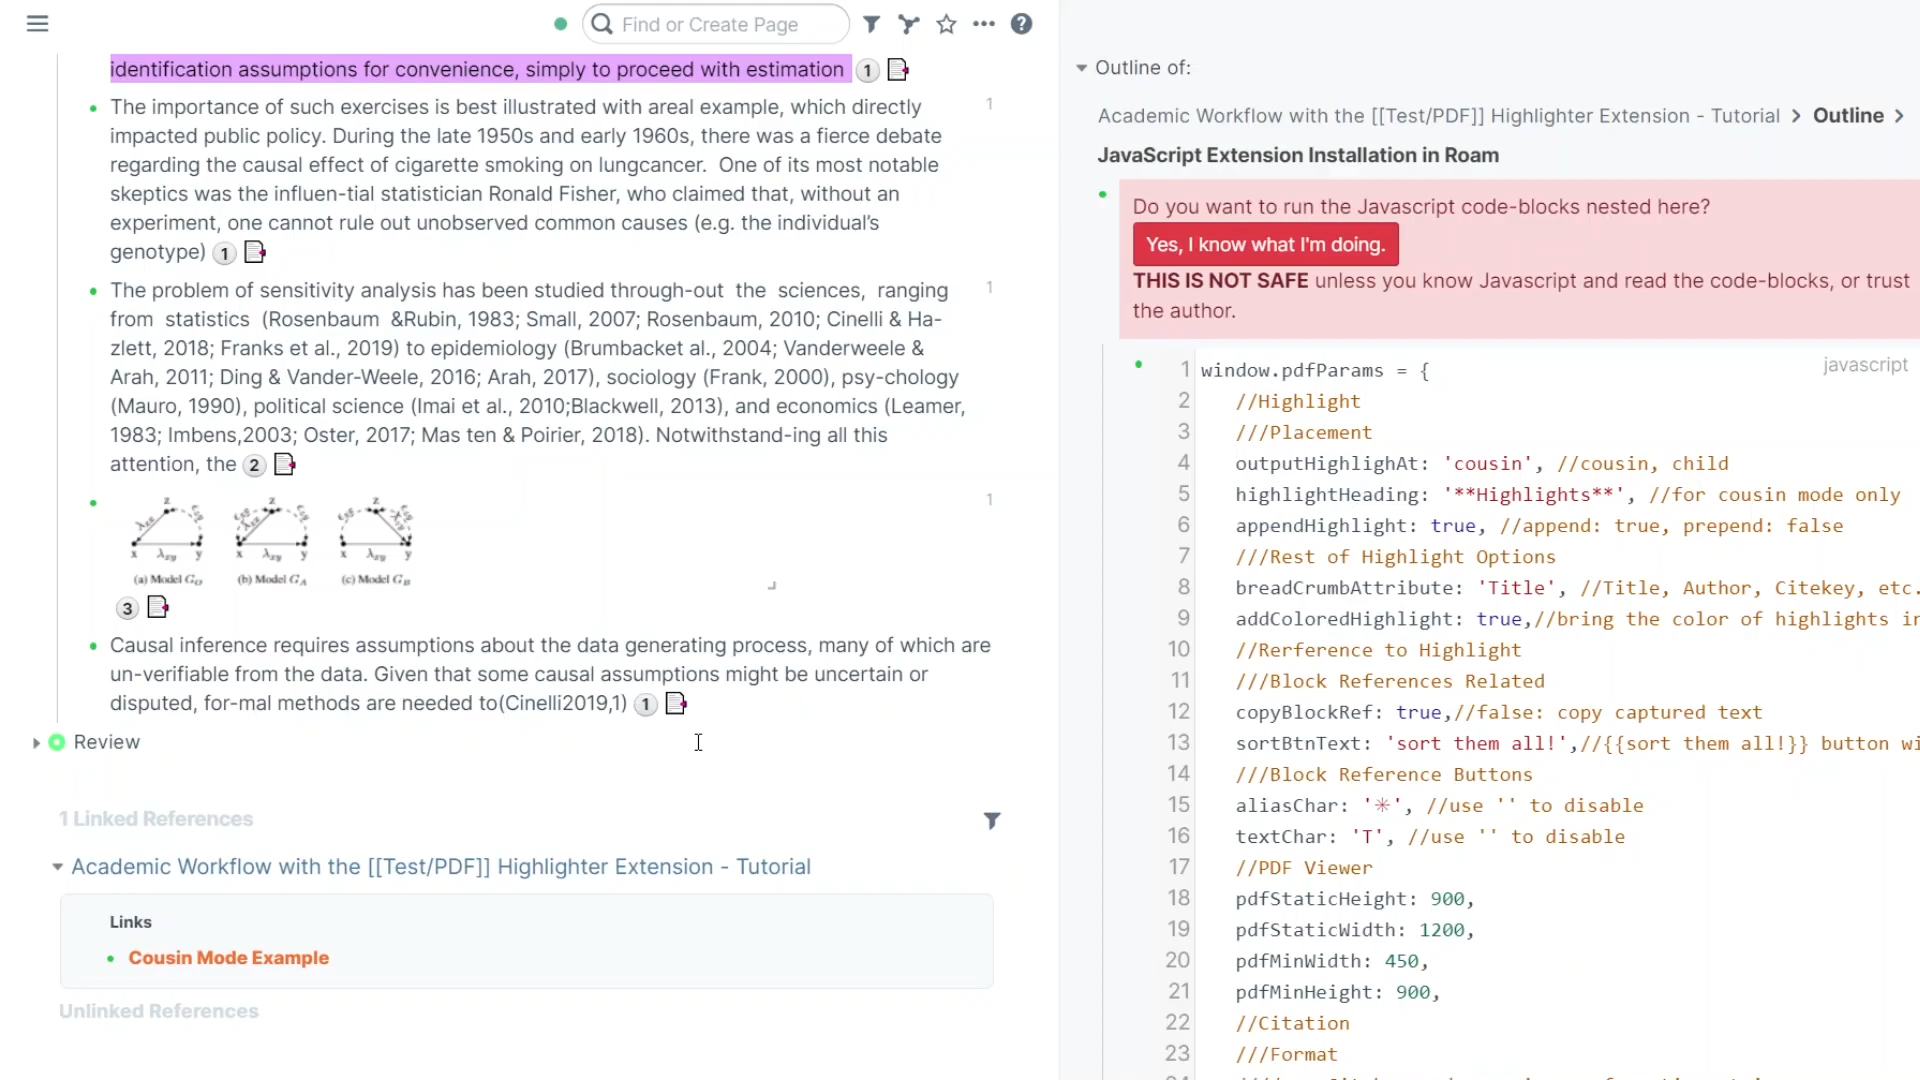 Find or Create Page
identification assumptions for convenience, simply to proceed with estimation 1
The importance of such exercises is best illustrated with areal example, which directly 1
impacted public policy. During the late 1950s and early 1960s, there was a fierce debate
regarding the causal effect of cigarette smoking on lungcancer.  One of its most notable
skeptics was the influen-tial statistician Ronald Fisher, who claimed that, without an
experiment, one cannot rule out unobserved common causes (e.g. the individual’s
genotype) 1
The problem of sensitivity analysis has been studied through-out  the  sciences,  ranging 1
from  statistics  (Rosenbaum  &Rubin, 1983; Small, 2007; Rosenbaum, 2010; Cinelli & Ha-
zlett, 2018; Franks et al., 2019) to epidemiology (Brumbacket al., 2004; Vanderweele &
Arah, 2011; Ding & Vander-Weele, 2016; Arah, 2017), sociology (Frank, 2000), psy-chology
(Mauro, 1990), political science (Imai et al., 2010;Blackwell, 2013), and economics (Leamer,
1983; Imbens,2003; Oster, 2017; Mas ten & Poirier, 2018). Notwithstand-ing all this
attention, the 2
1
z z z
x λxy y x λxy y x λxy y
(a) Model GO (b) Model GA (c) Model GB
3
Causal inference requires assumptions about the data generating process, many of which are
un-verifiable from the data. Given that some causal assumptions might be uncertain or
disputed, for-mal methods are needed to(Cinelli2019,1) 1
Review
1 Linked References
Academic Workflow with the [[Test/PDF]] Highlighter Extension - Tutorial
Links
Cousin Mode Example
Unlinked References
Outline of:
Academic Workflow with the [[Test/PDF]] Highlighter Extension - Tutorial > Outline >
JavaScript Extension Installation in Roam
Do you want to run the Javascript code-blocks nested here?
Yes, I know what I'm doing.
THIS IS NOT SAFE unless you know Javascript and read the code-blocks, or trust
the author.
javascript
1 window.pdfParams = {
2 //Highlight
3 ///Placement
4 outputHighlighAt: 'cousin', //cousin, child
5 highlightHeading: '**Highlights**', //for cousin mode only
6 appendHighlight: true, //append: true, prepend: false
7 ///Rest of Highlight Options
8 breadCrumbAttribute: 'Title', //Title, Author, Citekey, etc.
9 addColoredHighlight: true,//bring the color of highlights in
10 //Rerference to Highlight
11 ///Block References Related
12 copyBlockRef: true,//false: copy captured text
13 sortBtnText: 'sort them all!',//{{sort them all!}} button wi
14 ///Block Reference Buttons
15 aliasChar: '✳', //use '' to disable
16 textChar: 'T', //use '' to disable
17 //PDF Viewer
18 pdfStaticHeight: 900,
19 pdfStaticWidth: 1200,
20 pdfMinWidth: 450,
21 pdfMinHeight: 900,
22 //Citation
23 ///Format